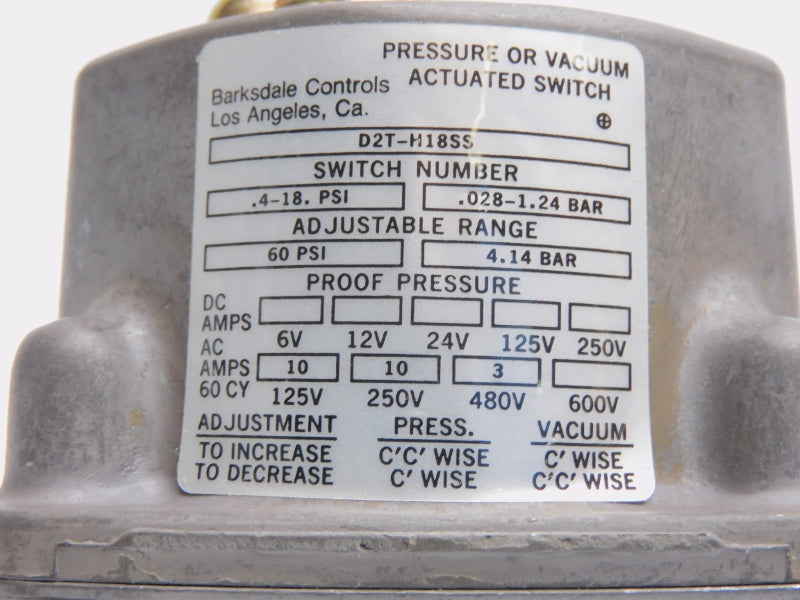 PRESSURE OR VACUUM
ACTUATED SWITCH
Barksdale Controls
Los Angeles, Ca.
D2T-H18SS
SWITCH NUMBER
.4-18. PSI .028-1.24 BAR
ADJUSTABLE RANGE
60 PSI 4.14 BAR
PROOF PRESSURE
DC
AMPS
6V 12V 24V 125V 250V
AC
AMPS 10 10 3
60 CY 125V 250V 480V 600V
ADJUSTMENT PRESS. VACUUM
TO INCREASE C'C' WISE C' WISE
TO DECREASE C' WISE C'C' WISE